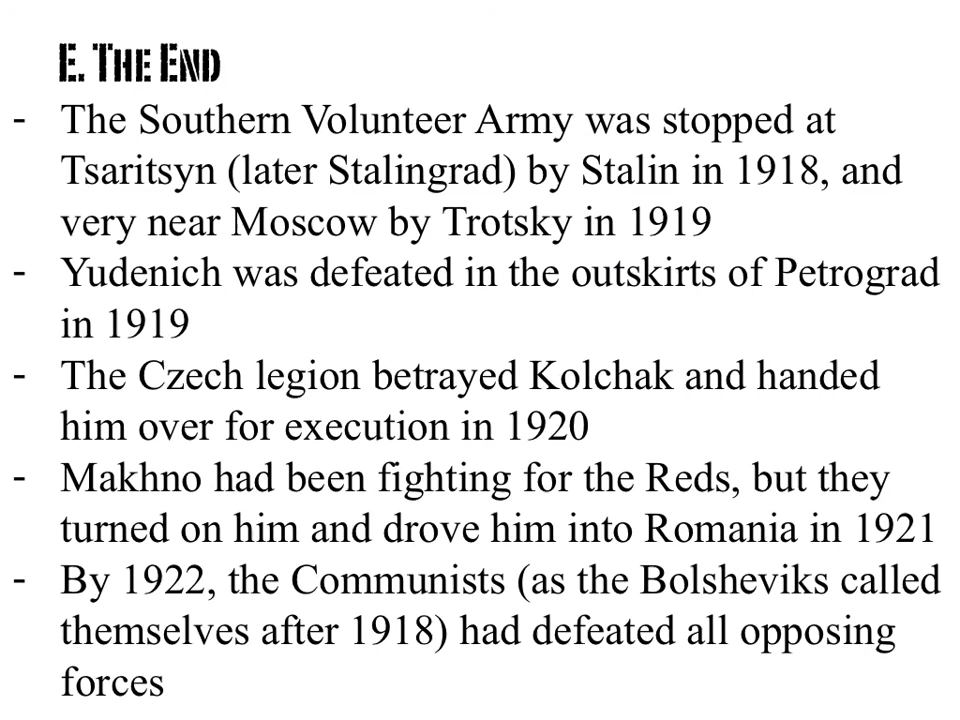 E. The End
- The Southern Volunteer Army was stopped at
Tsaritsyn (later Stalingrad) by Stalin in 1918, and
very near Moscow by Trotsky in 1919
- Yudenich was defeated in the outskirts of Petrograd
in 1919
- The Czech legion betrayed Kolchak and handed
him over for execution in 1920
- Makhno had been fighting for the Reds, but they
turned on him and drove him into Romania in 1921
- By 1922, the Communists (as the Bolsheviks called
themselves after 1918) had defeated all opposing
forces